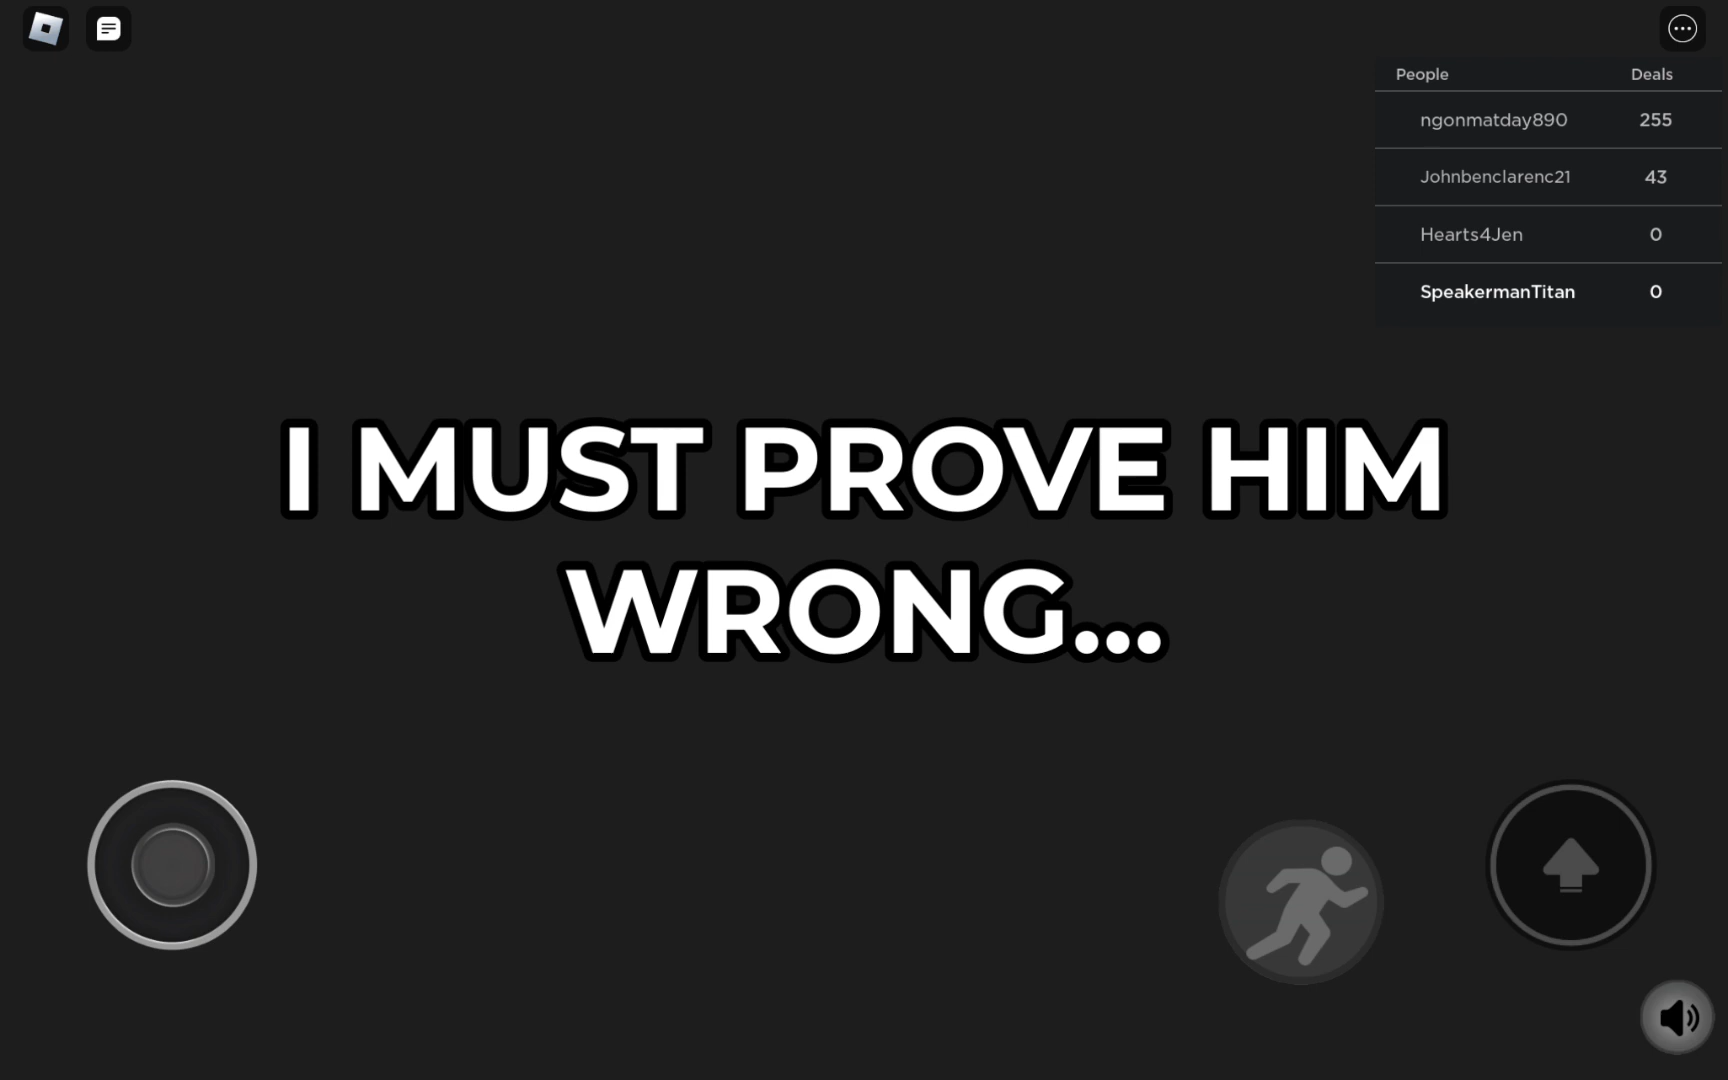 People Deals
ngonmatday890 255
Johnbenclarenc21 43
Hearts4Jen 0
SpeakermanTitan 0
I MUST PROVE HIM
WRONG...